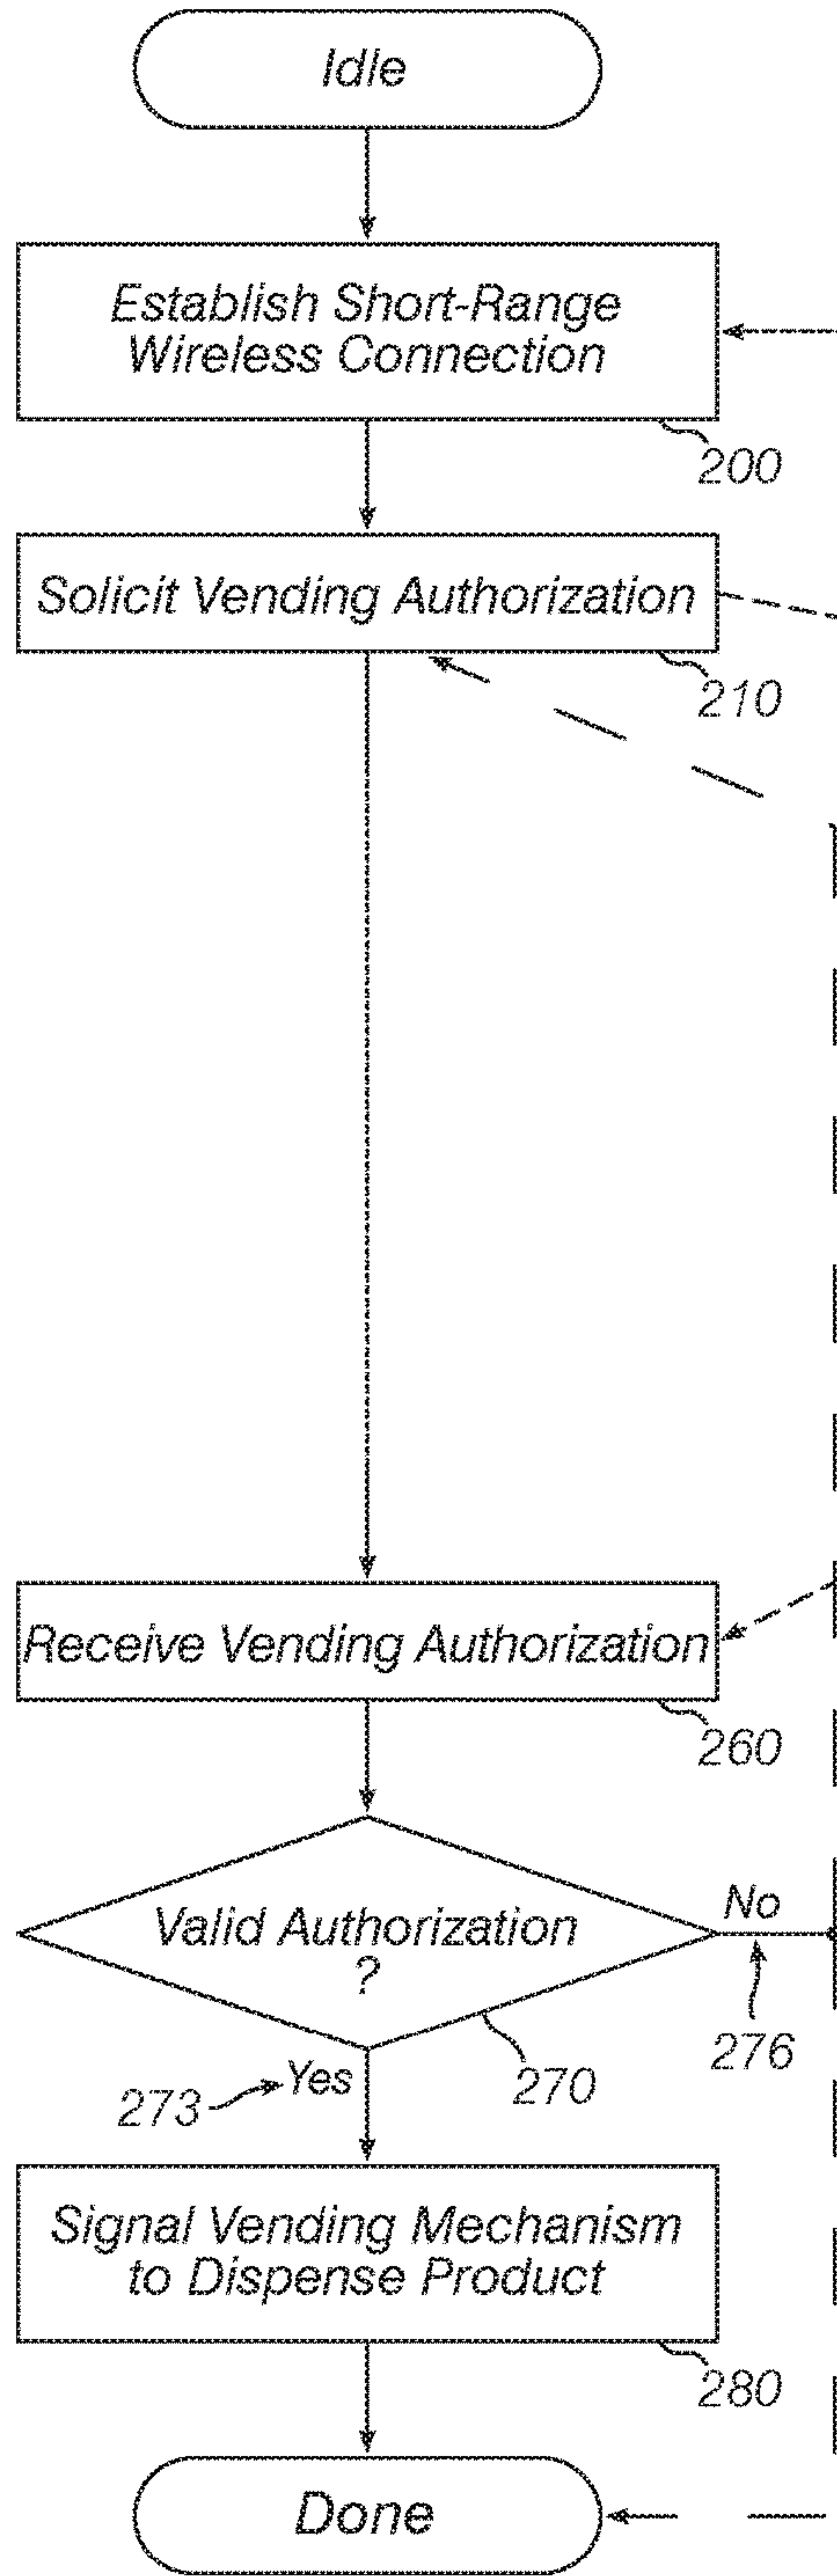 Idle
Establish Short-Range
Wireless Connection
200
Solicit Vending Authorization
210
Receive Vending Authorization
260
Valid Authorization
?
No
276
270
273
Yes
Signal Vending Mechanism
to Dispense Product
280
Done